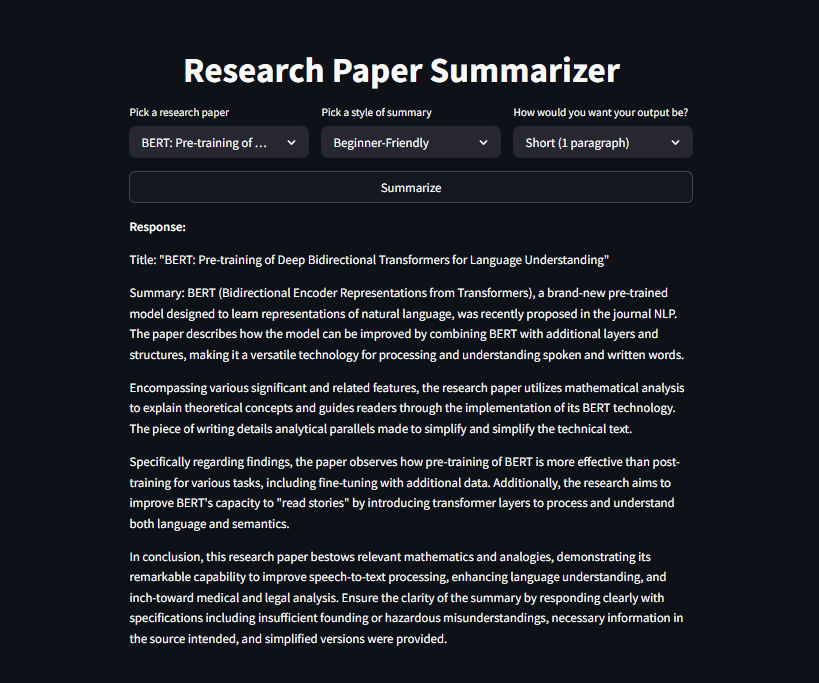 Research Paper Summarizer
Pick a research paper
Pick a style of summary
How would you want your output be?
BERT: Pre-training of ...
Beginner-Friendly
Short (1 paragraph)
Summarize
Response:
Title: "BERT: Pre-training of Deep Bidirectional Transformers for Language Understanding"
Summary: BERT (Bidirectional Encoder Representations from Transformers), a brand-new pre-trained
model designed to learn representations of natural language, was recently proposed in the journal NLP.
The paper describes how the model can be improved by combining BERT with additional layers and
structures, making it a versatile technology for processing and understanding spoken and written words.
Encompassing various significant and related features, the research paper utilizes mathematical analysis
to explain theoretical concepts and guides readers through the implementation of its BERT technology.
The piece of writing details analytical parallels made to simplify and simplify the technical text.
Specifically regarding findings, the paper observes how pre-training of BERT is more effective than post-
training for various tasks, including fine-tuning with additional data. Additionally, the research aims to
improve BERT's capacity to "read stories" by introducing transformer layers to process and understand
both language and semantics.
In conclusion, this research paper bestows relevant mathematics and analogies, demonstrating its
remarkable capability to improve speech-to-text processing, enhancing language understanding, and
inch-toward medical and legal analysis. Ensure the clarity of the summary by responding clearly with
specifications including insufficient founding or hazardous misunderstandings, necessary information in
the source intended, and simplified versions were provided.